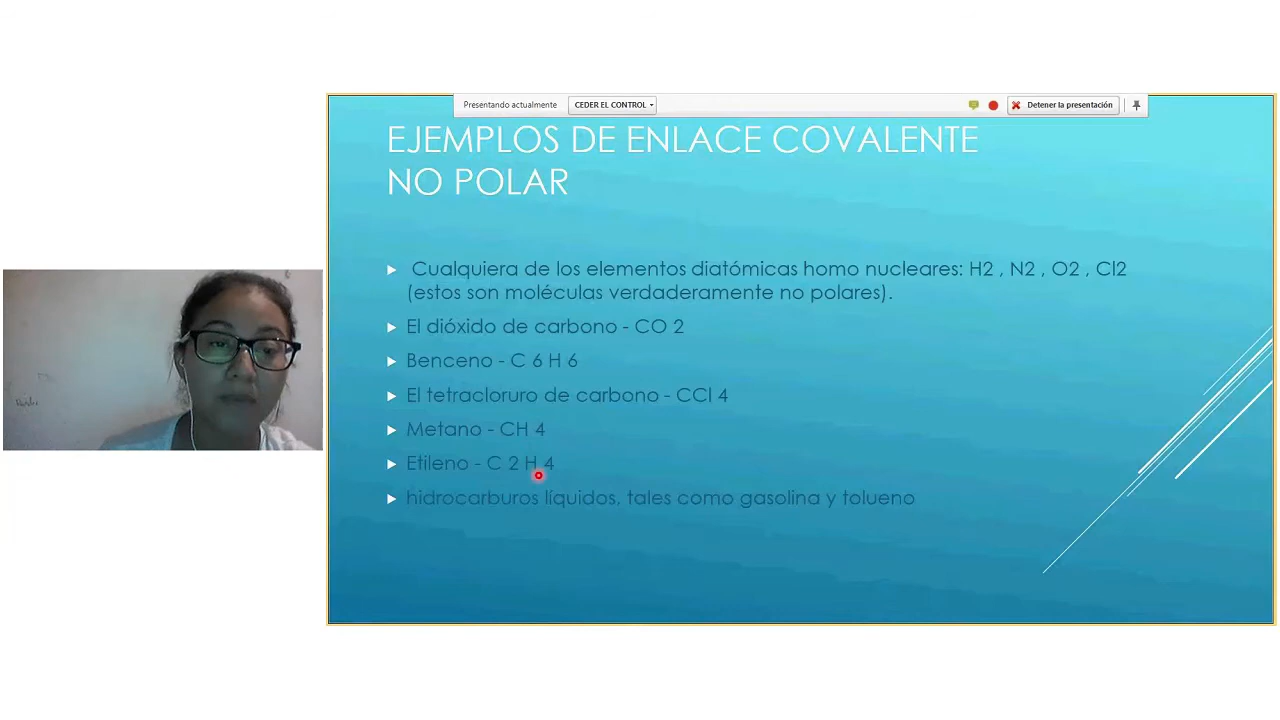 Presentando actualmente
CEDER EL CONTROL
Detener la presentación
EJEMPLOS DE ENLACE COVALENTE
NO POLAR
Cualquiera de los elementos diatómicas homo nucleares: H2 , N2 , O2 , Cl2
(estos son moléculas verdaderamente no polares).
El dióxido de carbono - CO 2
Benceno - C 6 H 6
El tetracloruro de carbono - CCl 4
Metano - CH 4
Etileno - C 2 H 4
hidrocarburos líquidos, tales como gasolina y tolueno